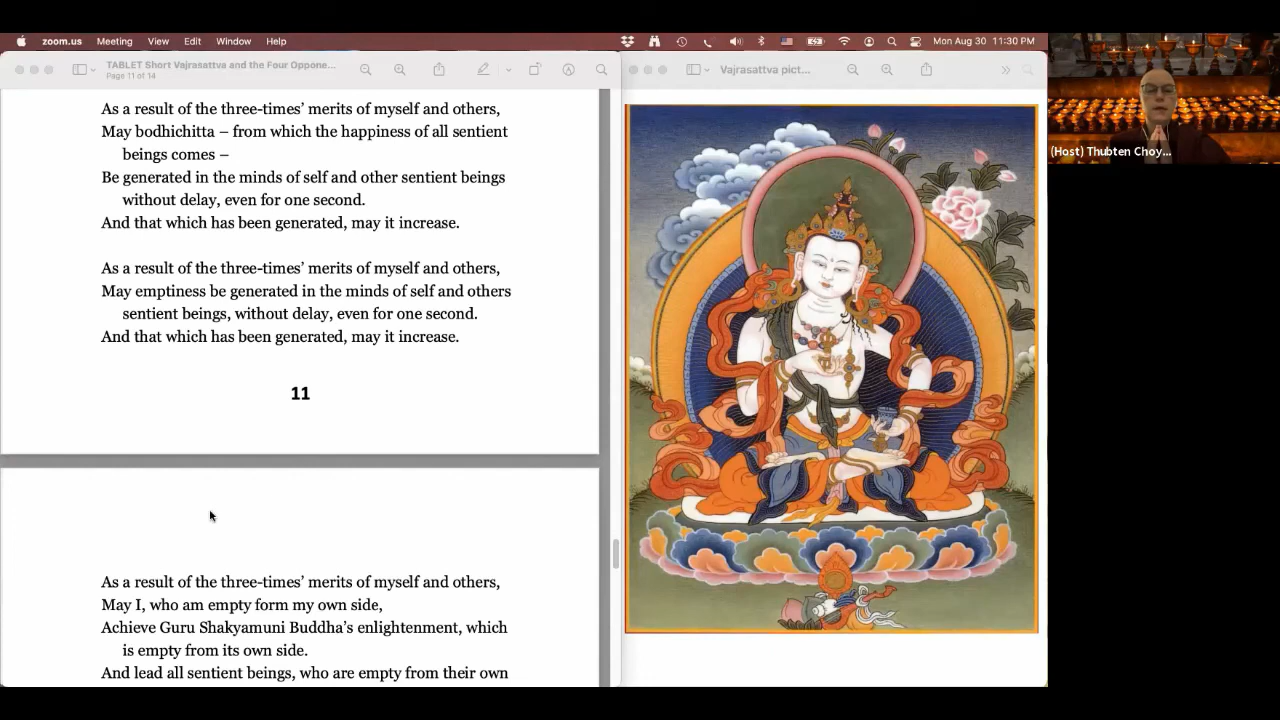 zoom.us Meeting View Edit Window Help Mon Aug 30 11:30 PM
TABLET Short Vajrasattva and the Four Oppone...
Page 11 of 14
As a result of the three-times’ merits of myself and others,
May bodhichitta – from which the happiness of all sentient
beings comes –
Be generated in the minds of self and other sentient beings
without delay, even for one second.
And that which has been generated, may it increase.
As a result of the three-times’ merits of myself and others,
May emptiness be generated in the minds of self and others
sentient beings, without delay, even for one second.
And that which has been generated, may it increase.
11
As a result of the three-times’ merits of myself and others,
May I, who am empty form my own side,
Achieve Guru Shakyamuni Buddha’s enlightenment, which
is empty from its own side.
And lead all sentient beings, who are empty from their own
Vajrasattva pict...
(Host) Thubten Choy...